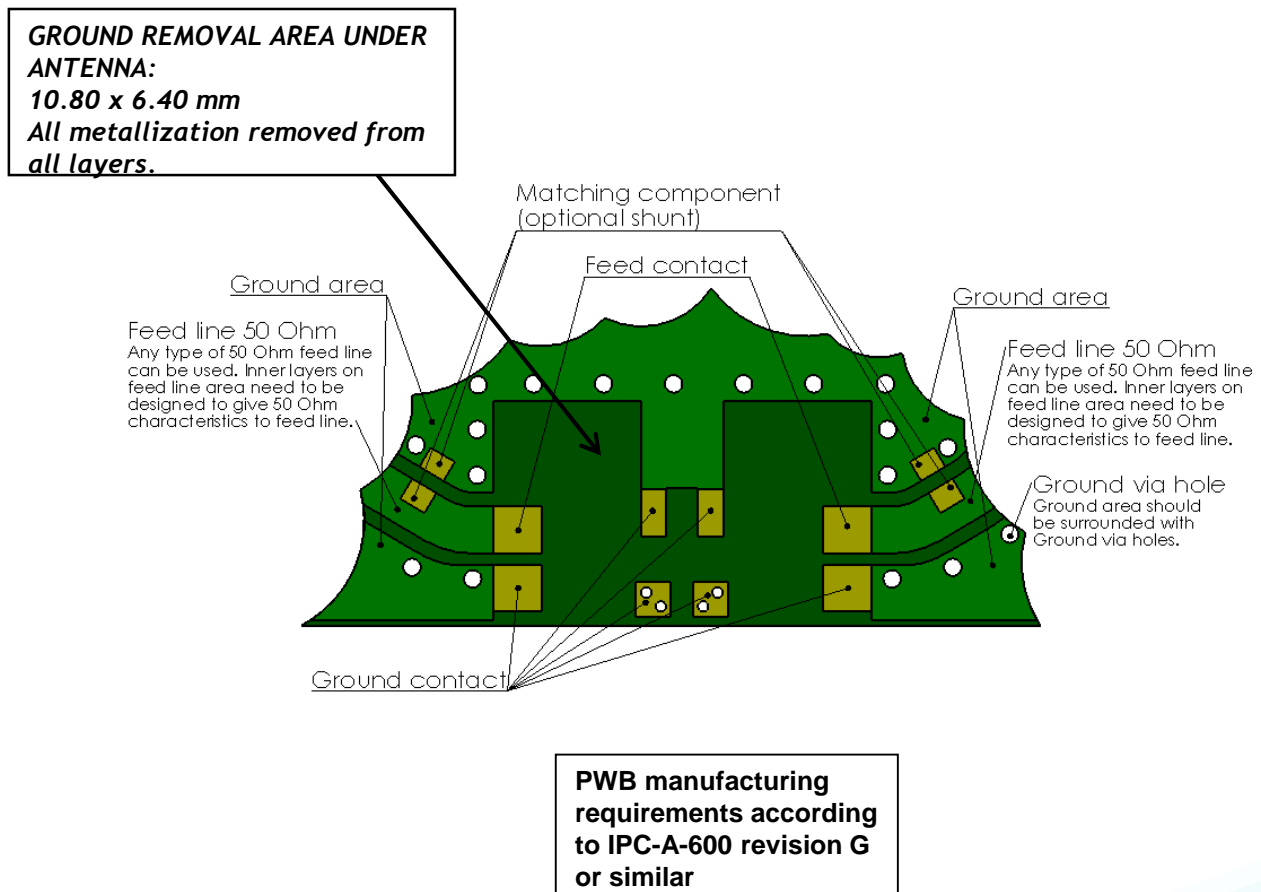 GROUND REMOVAL AREA UNDER
ANTENNA:
10.80 x 6.40 mm
All metallization removed from
all layers.
Matching component
(optional shunt)
Feed contact
Ground area
Feed line 50 Ohm
Any type of 50 Ohm feed line
can be used. Inner layers on
feed line area need to be
designed to give 50 Ohm
characteristics to feed line.
Ground area
Feed line 50 Ohm
Any type of 50 Ohm feed line
can be used. Inner layers on
feed line area need to be
designed to give 50 Ohm
characteristics to feed line.
Ground via hole
Ground area should
be surrounded with
Ground via holes.
Ground contact
PWB manufacturing
requirements according
to IPC-A-600 revision G
or similar